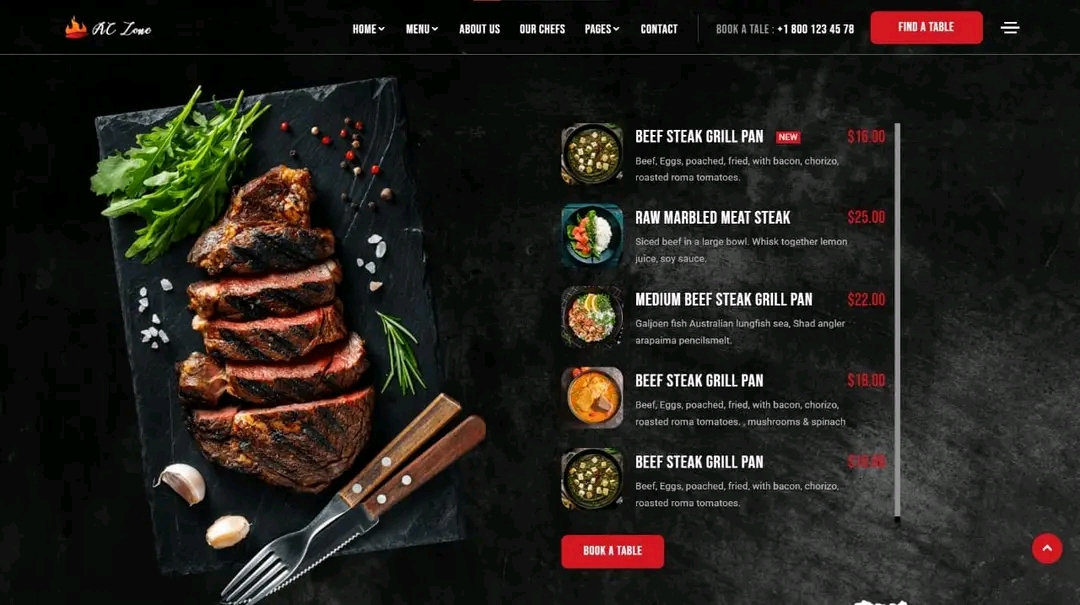 RC Zone
HOME
MENU
ABOUT US
OUR CHEFS
PAGES
CONTACT
BOOK A TALE : +1 800 123 45 78
FIND A TABLE
BEEF STEAK GRILL PAN NEW $16.00
Beef, Eggs, poached, fried, with bacon, chorizo,
roasted roma tomatoes.
RAW MARBLED MEAT STEAK $25.00
Siced beef in a large bowl. Whisk together lemon
juice, soy sauce.
MEDIUM BEEF STEAK GRILL PAN $22.00
Galjoen fish Australian lungfish sea, Shad angler
arapaima pencilsmelt.
BEEF STEAK GRILL PAN $18.00
Beef, Eggs, poached, fried, with bacon, chorizo,
roasted roma tomatoes. , mushrooms & spinach
BEEF STEAK GRILL PAN
Beef, Eggs, poached, fried, with bacon, chorizo,
roasted roma tomatoes.
BOOK A TABLE